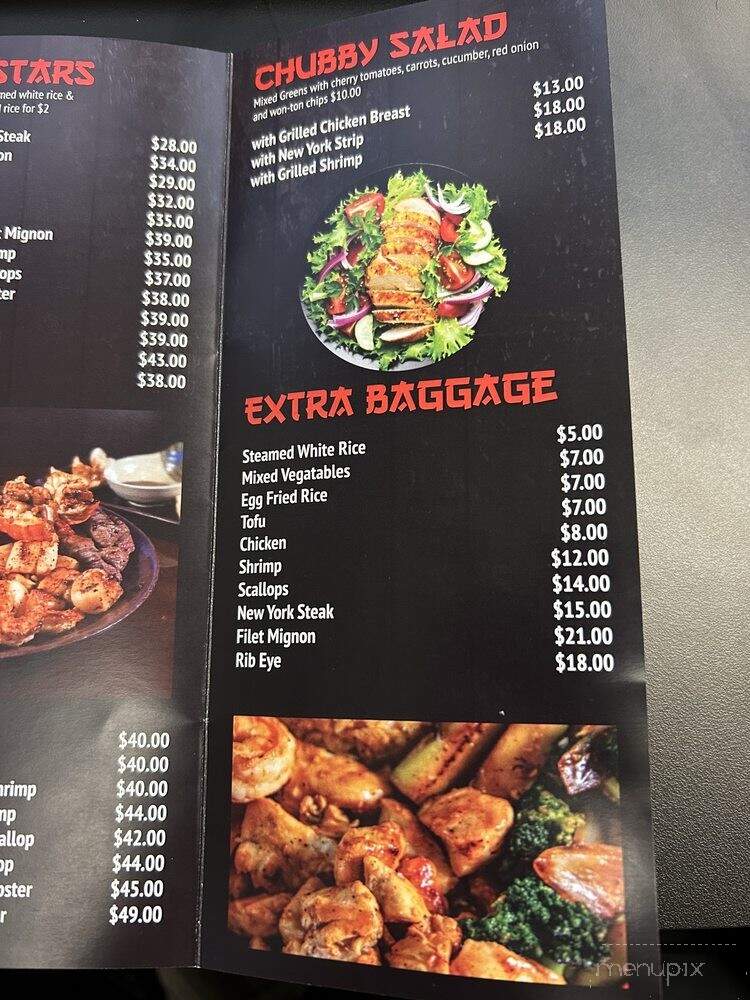 STARS
med white rice &
rice for $2
Steak
on
$28.00
$34.00
$29.00
$32.00
$35.00
Mignon $39.00
mp $35.00
ops $37.00
ter $38.00
$39.00
$39.00
$43.00
$38.00
$40.00
$40.00
hrimp $40.00
mp $44.00
allop $42.00
op $44.00
bster $45.00
r $49.00
CHUBBY SALAD
Mixed Greens with cherry tomatoes, carrots, cucumber, red onion
and won-ton chips $10.00
with Grilled Chicken Breast $13.00
with New York Strip $18.00
with Grilled Shrimp $18.00
EXTRA BAGGAGE
Steamed White Rice $5.00
Mixed Vegatables $7.00
Egg Fried Rice $7.00
Tofu $7.00
Chicken $8.00
Shrimp $12.00
Scallops $14.00
New York Steak $15.00
Filet Mignon $21.00
Rib Eye $18.00
menupix